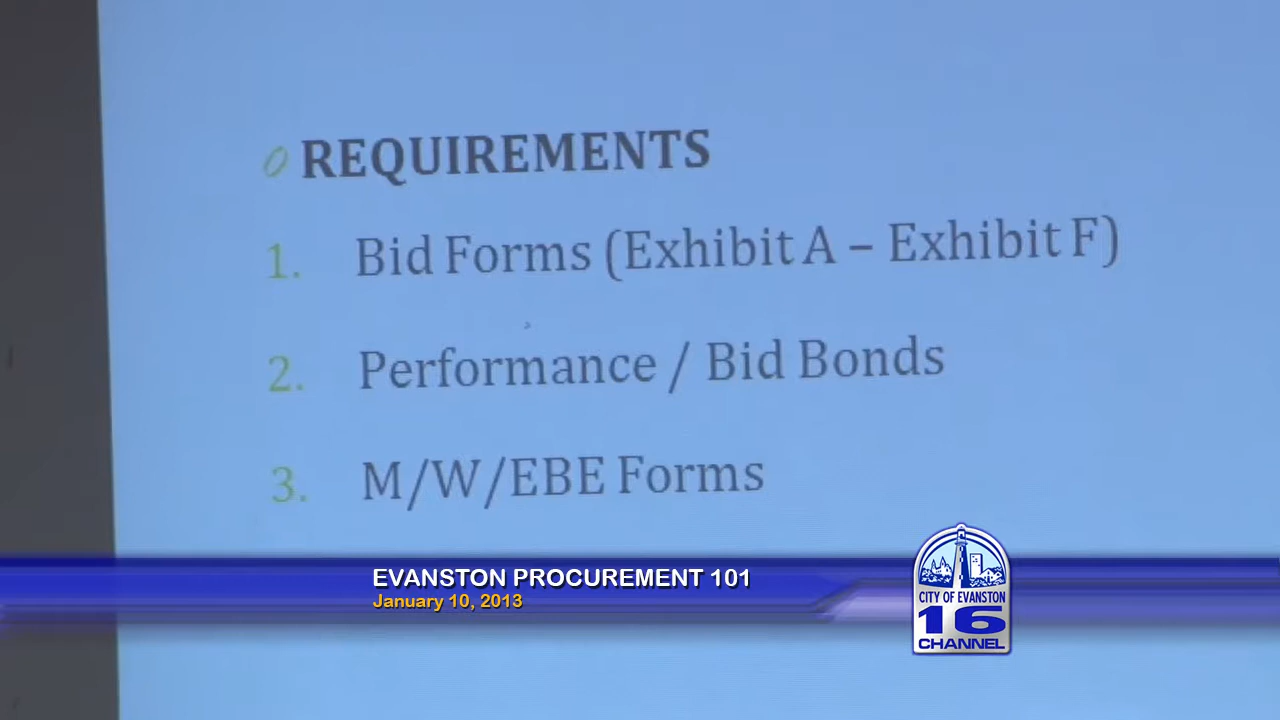 REQUIREMENTS
1. Bid Forms (Exhibit A – Exhibit F)
2. Performance / Bid Bonds
3. M/W/EBE Forms
EVANSTON PROCUREMENT 101
January 10, 2013
CITY OF EVANSTON
16
CHANNEL